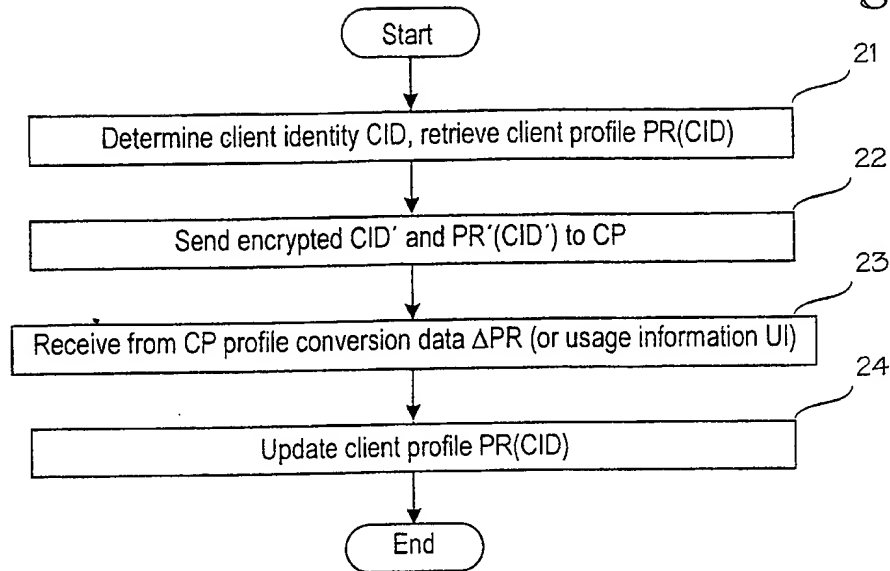 Start
21
Determine client identity CID, retrieve client profile PR(CID)
22
Send encrypted CID´ and PR´(CID´) to CP
23
Receive from CP profile conversion data ΔPR (or usage information UI)
24
Update client profile PR(CID)
End